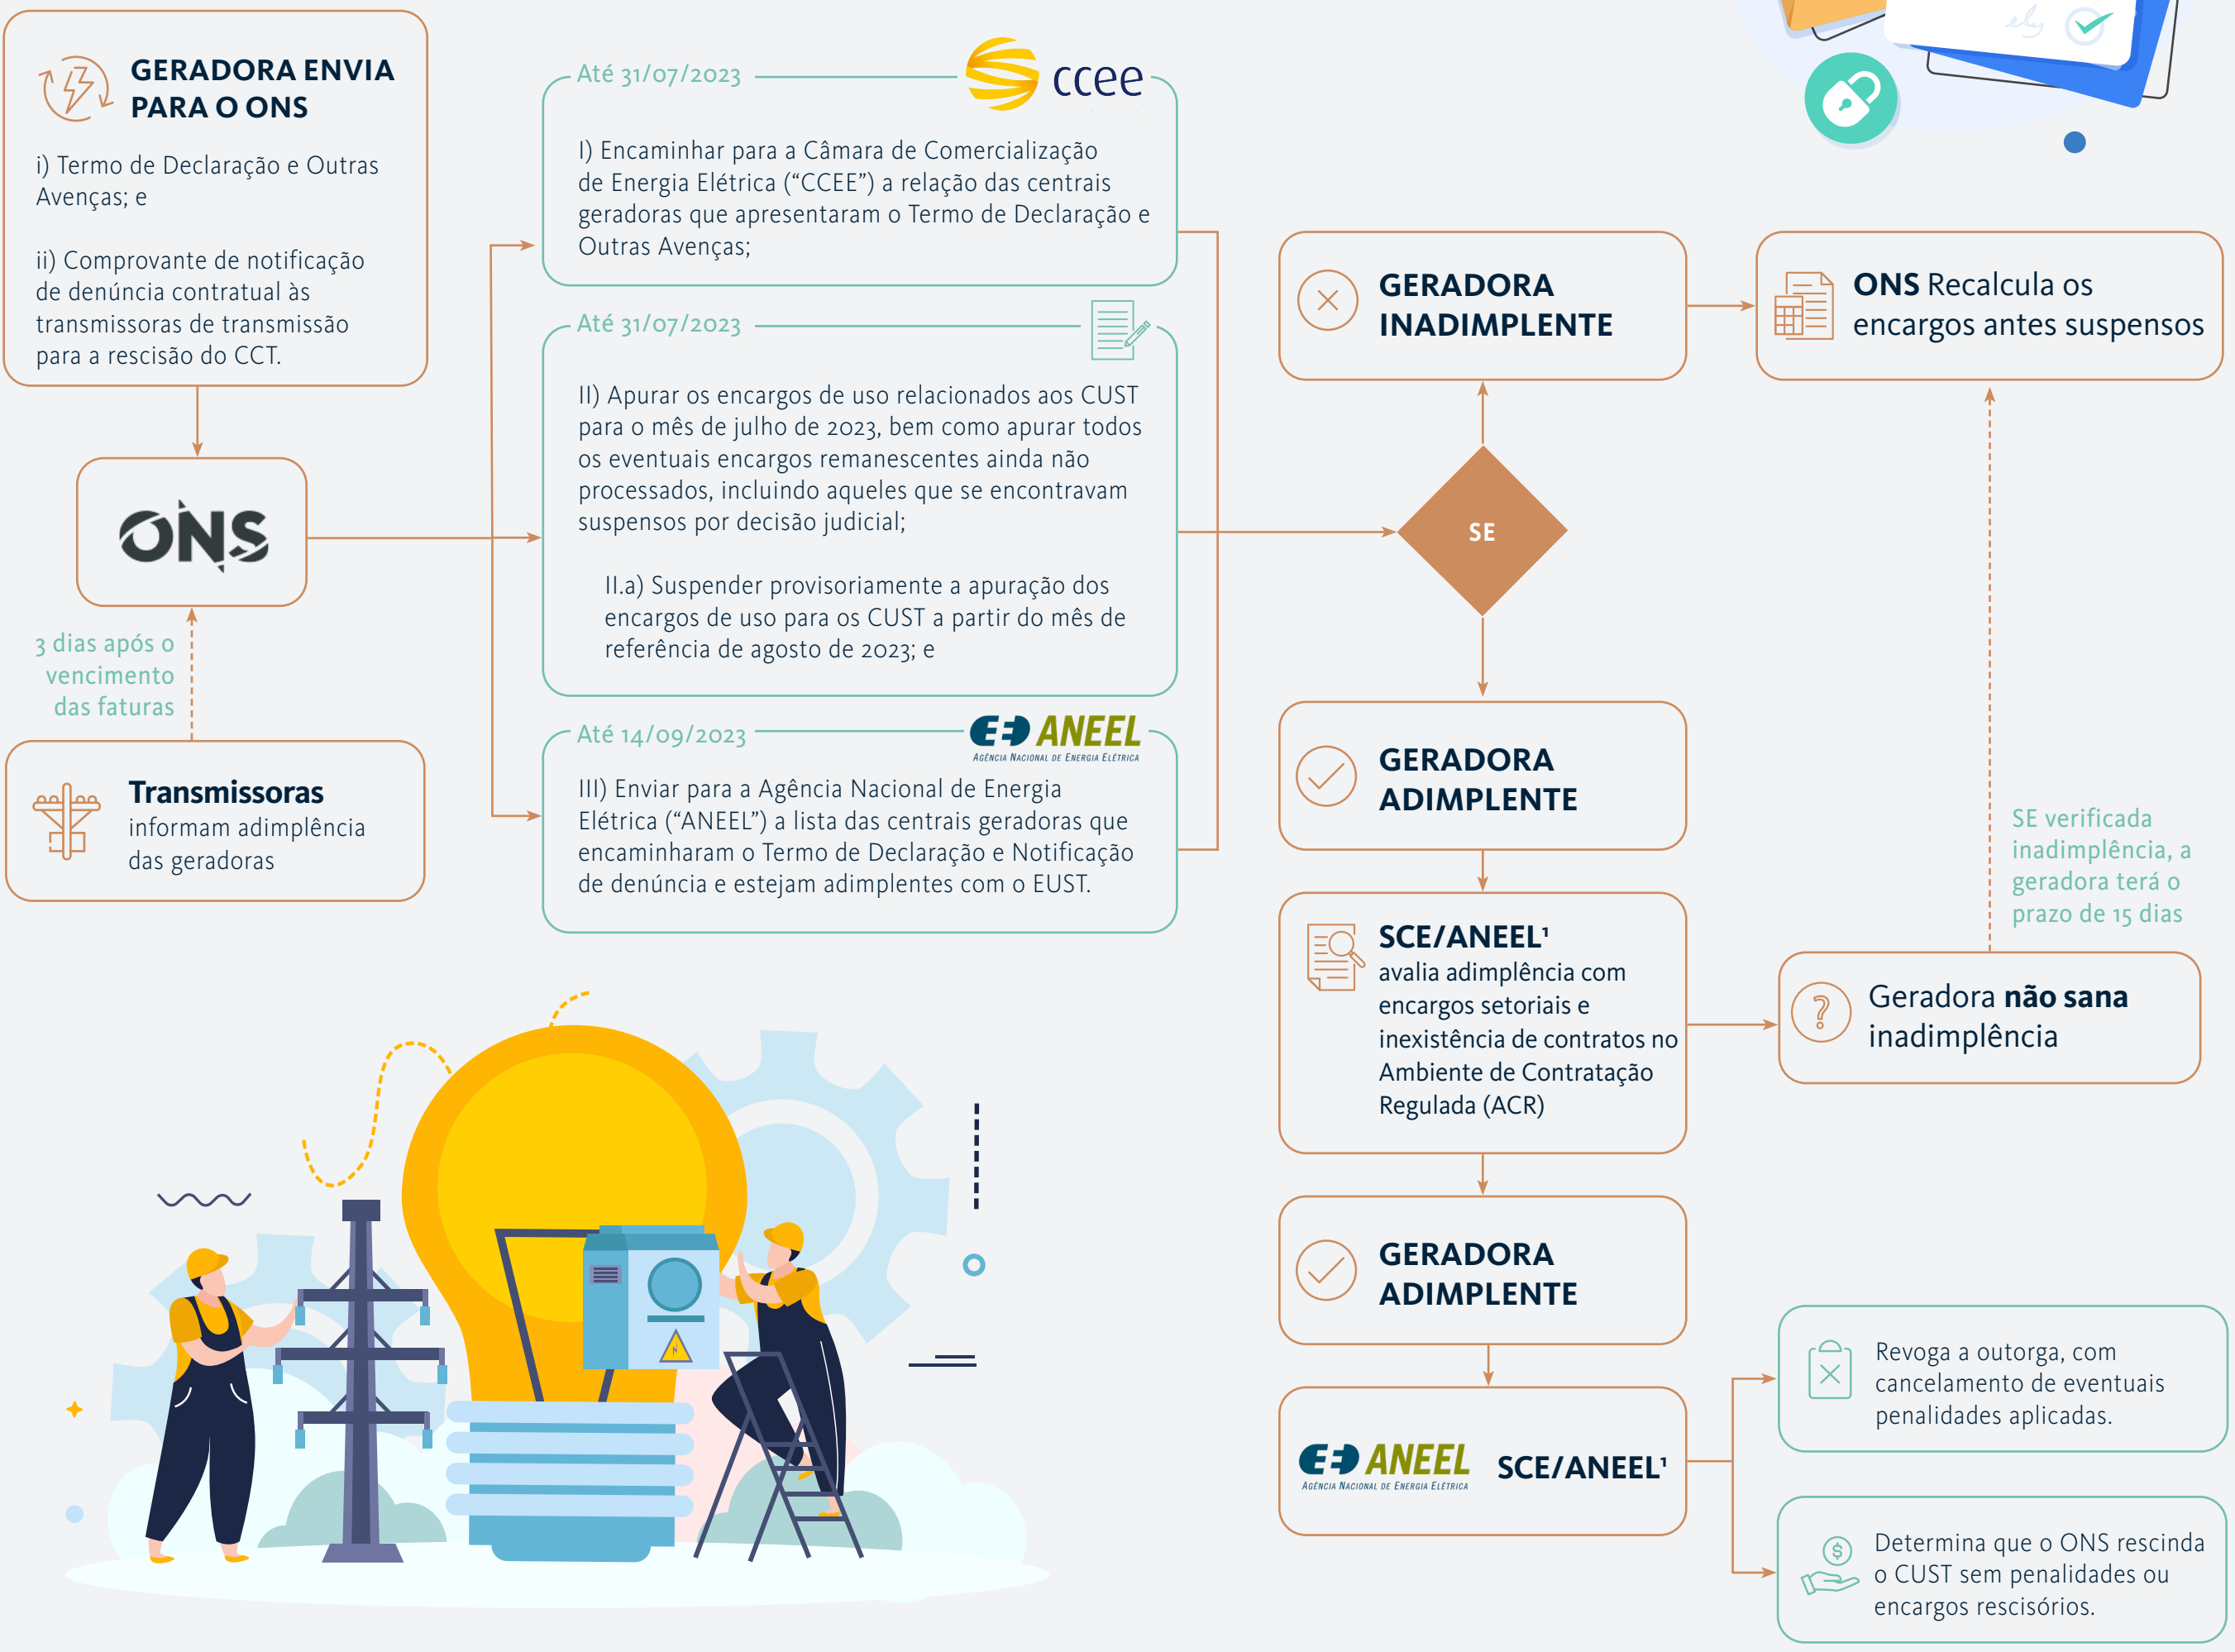 GERADORA ENVIA
PARA O ONS
i) Termo de Declaração e Outras
Avenças; e
ii) Comprovante de notificação
de denúncia contratual às
transmissoras de transmissão
para a rescisão do CCT.
ONS
3 dias após o
vencimento
das faturas
Transmissoras
informam adimplência
das geradoras
Até 31/07/2023
ccee
I) Encaminhar para a Câmara de Comercialização
de Energia Elétrica (“CCEE”) a relação das centrais
geradoras que apresentaram o Termo de Declaração e
Outras Avenças;
Até 31/07/2023
II) Apurar os encargos de uso relacionados aos CUST
para o mês de julho de 2023, bem como apurar todos
os eventuais encargos remanescentes ainda não
processados, incluindo aqueles que se encontravam
suspensos por decisão judicial;
II.a) Suspender provisoriamente a apuração dos
encargos de uso para os CUST a partir do mês de
referência de agosto de 2023; e
Até 14/09/2023
ANEEL
AGÊNCIA NACIONAL DE ENERGIA ELÉTRICA
III) Enviar para a Agência Nacional de Energia
Elétrica (“ANEEL”) a lista das centrais geradoras que
encaminharam o Termo de Declaração e Notificação
de denúncia e estejam adimplentes com o EUST.
SE
GERADORA
INADIMPLENTE
ONS Recalcula os
encargos antes suspensos
GERADORA
ADIMPLENTE
SCE/ANEEL¹
avalia adimplência com
encargos setoriais e
inexistência de contratos no
Ambiente de Contratação
Regulada (ACR)
SE verificada
inadimplência, a
geradora terá o
prazo de 15 dias
Geradora não sana
inadimplência
GERADORA
ADIMPLENTE
ANEEL
AGÊNCIA NACIONAL DE ENERGIA ELÉTRICA
SCE/ANEEL¹
Revoga a outorga, com
cancelamento de eventuais
penalidades aplicadas.
Determina que o ONS rescinda
o CUST sem penalidades ou
encargos rescisórios.